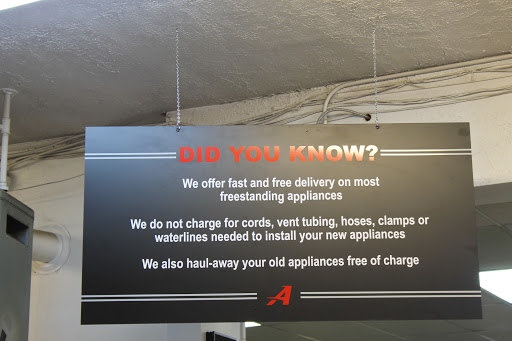 DID YOU KNOW?
We offer fast and free delivery on most
freestanding appliances
We do not charge for cords, vent tubing, hoses, clamps or
waterlines needed to install your new appliances
We also haul-away your old appliances free of charge
A